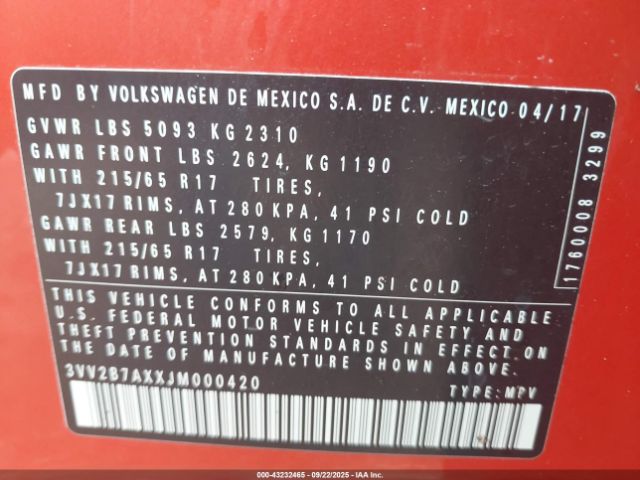 MFD BY VOLKSWAGEN DE MEXICO S.A. DE C.V. MEXICO 04/17
GVWR LBS 5093 KG 2310
GAWR FRONT LBS 2624, KG 1190
WITH 215/65 R17 TIRES,
7JX17 RIMS, AT 280 KPA, 41 PSI COLD
GAWR REAR LBS 2579, KG 1170
WITH 215/65 R17 TIRES,
7JX17 RIMS, AT 280 KPA, 41 PSI COLD
THIS VEHICLE CONFORMS TO ALL APPLICABLE
U.S. FEDERAL MOTOR VEHICLE SAFETY AND
THEFT PREVENTION STANDARDS IN EFFECT ON
THE DATE OF MANUFACTURE SHOWN ABOVE.
3VV2B7AXXJM000420 TYPE: MPV
1760008 3299
000-43232465 - 09/22/2025 - IAAI.com